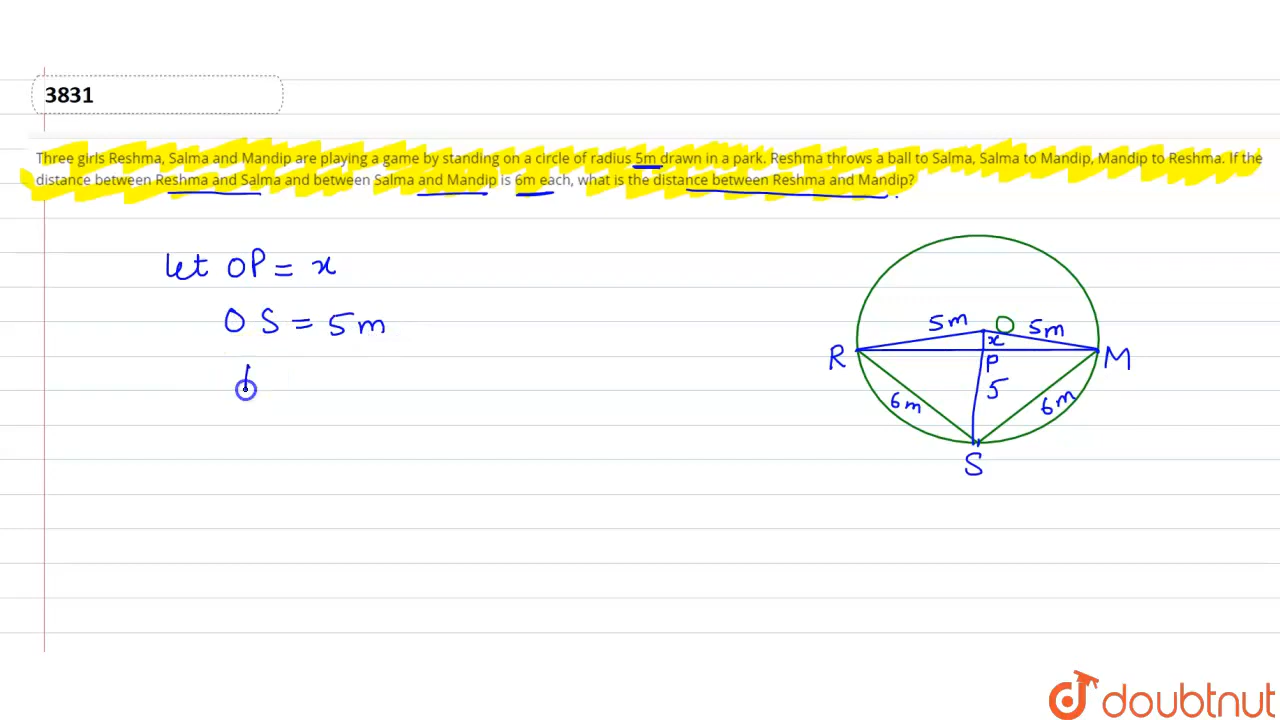 3831
Three girls Reshma, Salma and Mandip are playing a game by standing on a circle of radius 5m drawn in a park. Reshma throws a ball to Salma, Salma to Mandip, Mandip to Reshma. If the
distance between Reshma and Salma and between Salma and Mandip is 6m each, what is the distance between Reshma and Mandip?
let OP = x
OS = 5m
5m O 5m
x
R P M
5
6m 6m
S
doubtnut